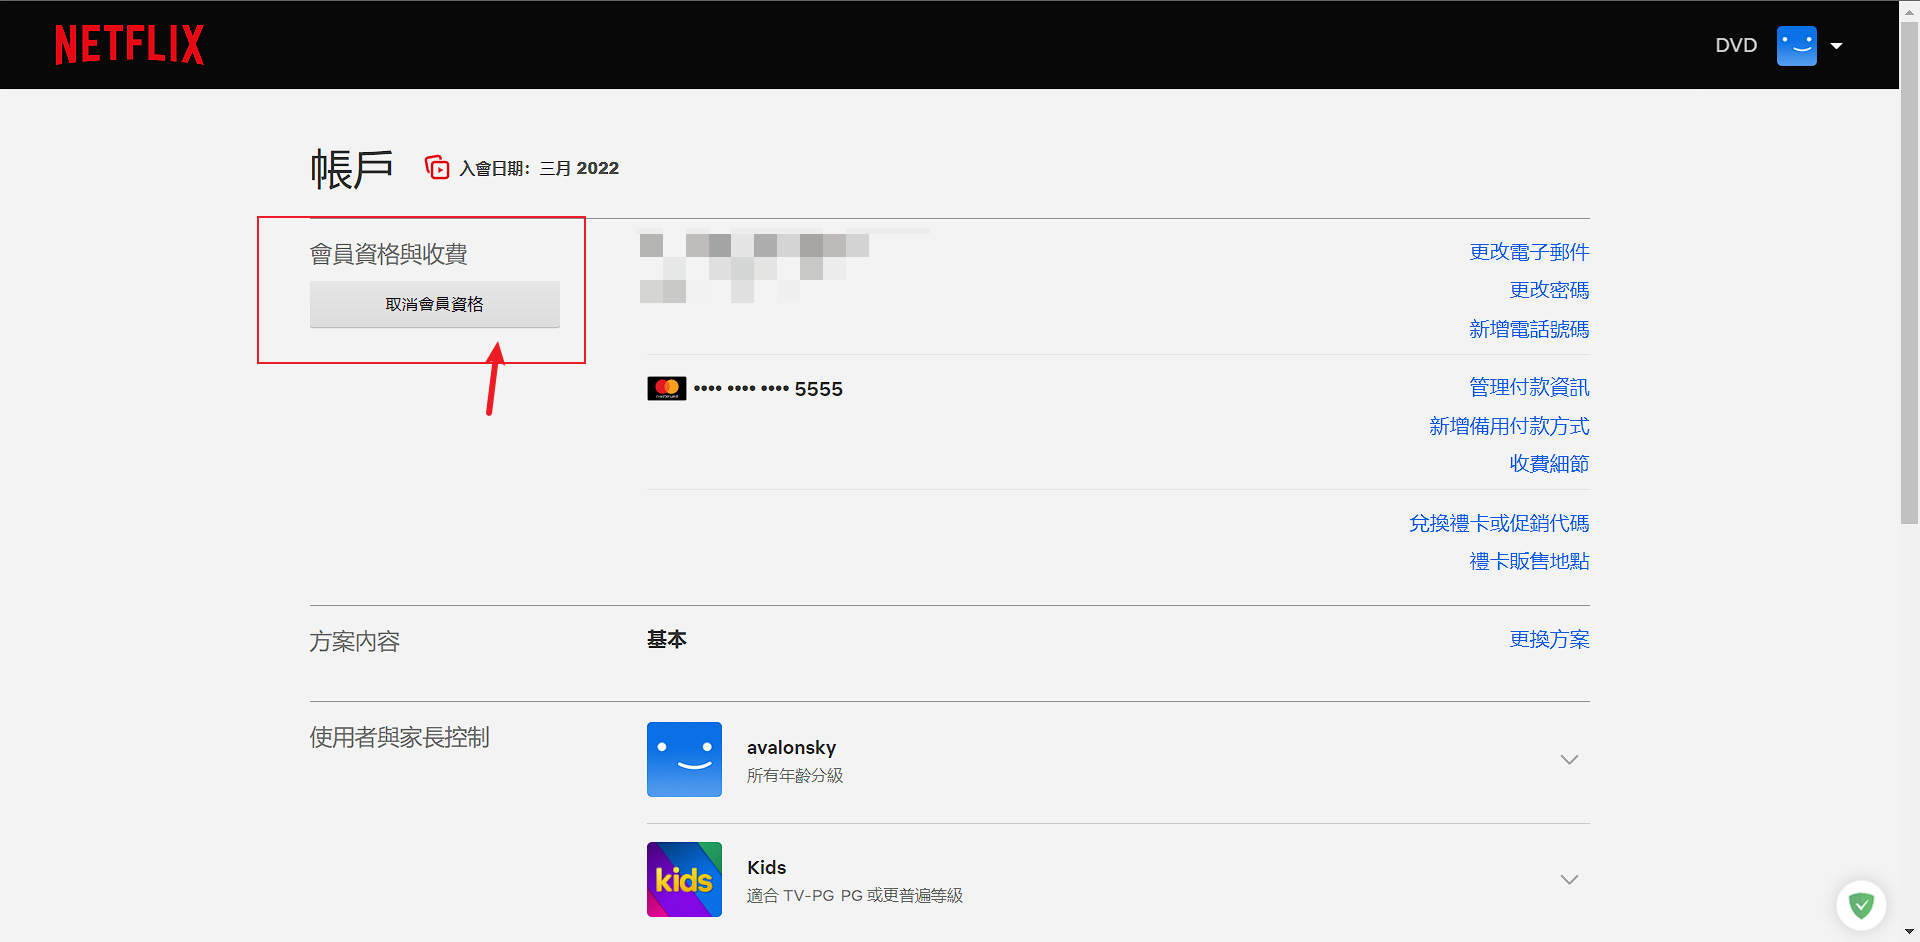 NETFLIX
DVD
帳戶
入會日期：三月 2022
會員資格與收費
取消會員資格
更改電子郵件
更改密碼
新增電話號碼
•••• •••• •••• 5555
管理付款資訊
新增備用付款方式
收費細節
兌換禮卡或促銷代碼
禮卡販售地點
方案內容
基本
更換方案
使用者與家長控制
avalonsky
所有年齡分級
kids
Kids
適合 TV-PG PG 或更普遍等級